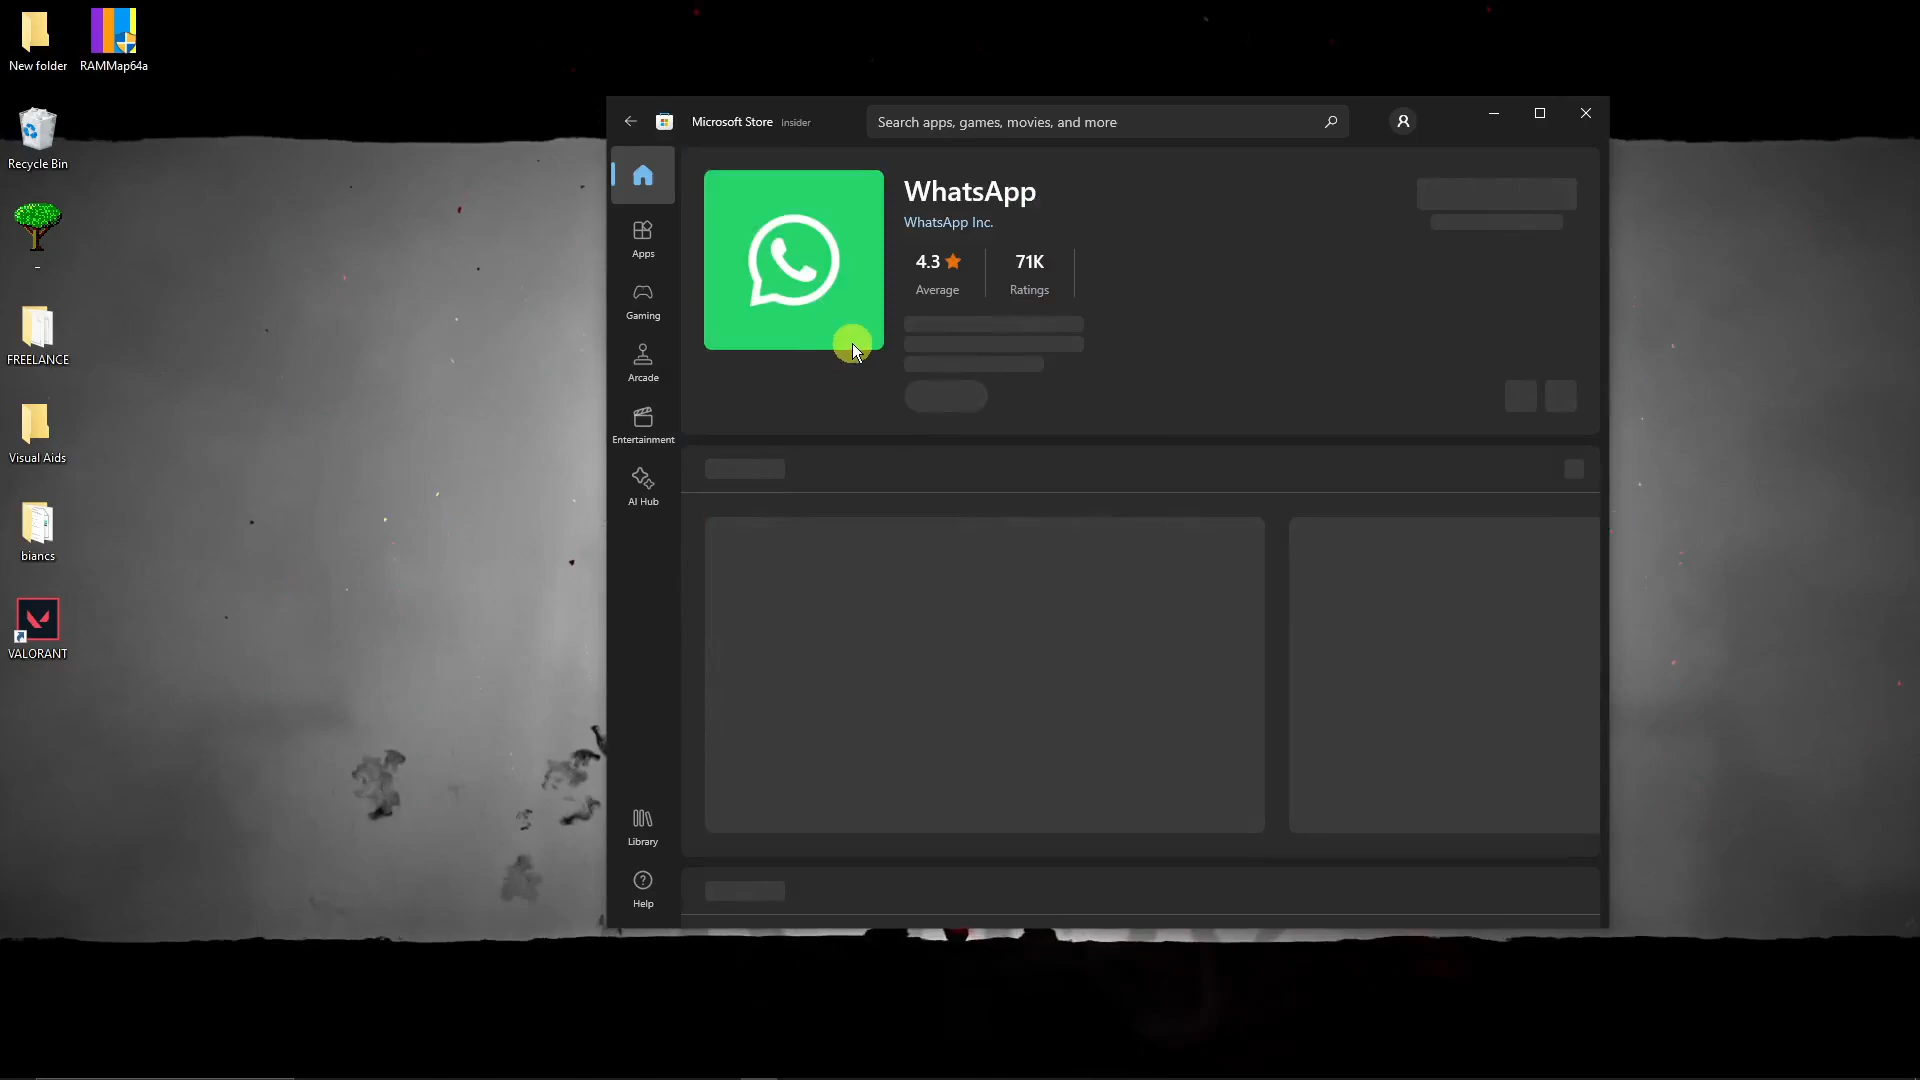 New folder
RAMMap64a
Recycle Bin
_
FREELANCE
Visual Aids
biancs
VALORANT
Microsoft Store Insider
Search apps, games, movies, and more
Apps
Gaming
Arcade
Entertainment
AI Hub
Library
Help
WhatsApp
WhatsApp Inc.
4.3
71K
Average
Ratings